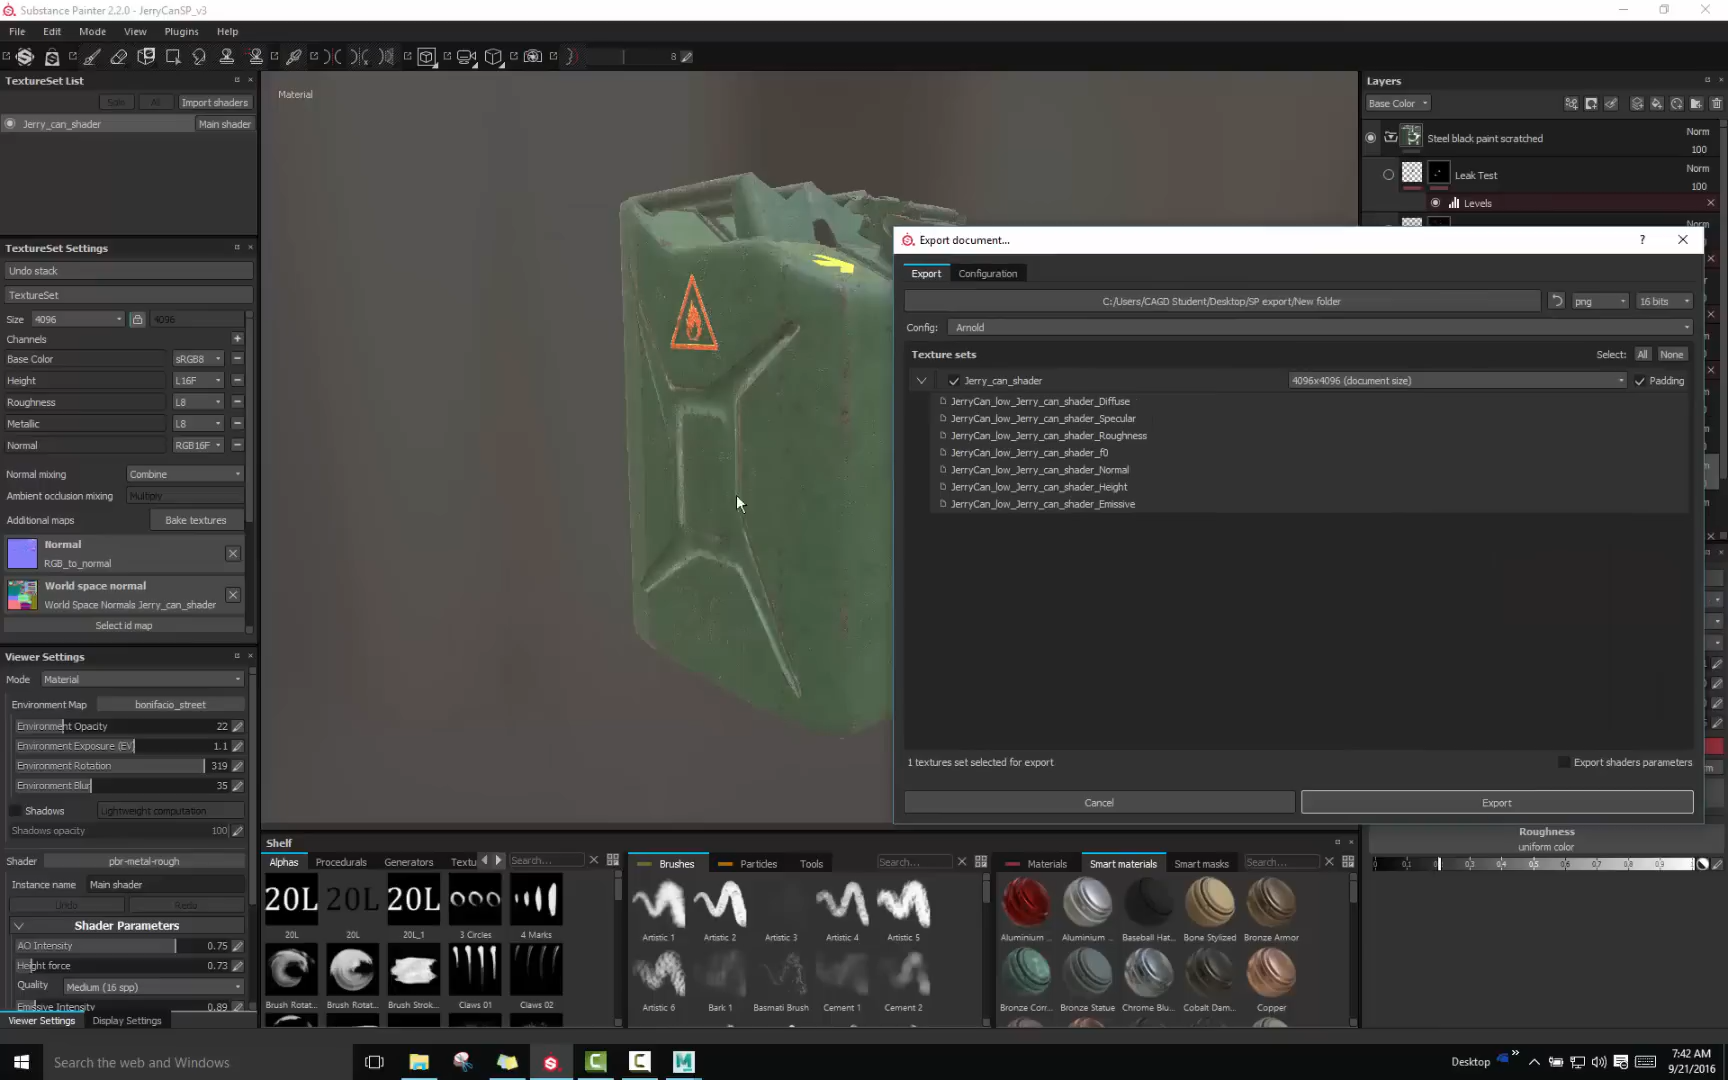 Substance Painter 2.2.0 - JerryCanSP_v3
File Edit Mode View Plugins Help
8
TextureSet List
Solo All Import shaders
Jerry_can_shader Main shader
TextureSet Settings
Undo stack
TextureSet
Size 4096 4096
Channels
Base Color sRGB8
Height L16F
Roughness L8
Metallic L8
Normal RGB16F
Normal mixing Combine
Ambient occlusion mixing Multiply
Additional maps Bake textures
Normal
RGB_to_normal
World space normal
World Space Normals Jerry_can_shader
Select id map
Viewer Settings
Mode Material
Environment Map bonifacio_street
Environment Opacity 22
Environment Exposure (EV) 1.1
Environment Rotation 319
Environment Blur 35
Shadows Lightweight computation
Shadows opacity 100
Shader pbr-metal-rough
Instance name Main shader
Undo Redo
Shader Parameters
AO Intensity 0.75
Height force 0.73
Quality Medium (16 spp)
Emissive Intensity 0.89
Viewer Settings Display Settings
Material
Layers
Base Color
Steel black paint scratched Norm
100
Leak Test Norm
100
Levels
Norm
Export document...
Export Configuration
C:/Users/CAGD Student/Desktop/SP export/New folder png 16 bits
Config: Arnold
Texture sets Select: All None
Jerry_can_shader 4096x4096 (document size) Padding
JerryCan_low_Jerry_can_shader_Diffuse
JerryCan_low_Jerry_can_shader_Specular
JerryCan_low_Jerry_can_shader_Roughness
JerryCan_low_Jerry_can_shader_f0
JerryCan_low_Jerry_can_shader_Normal
JerryCan_low_Jerry_can_shader_Height
JerryCan_low_Jerry_can_shader_Emissive
1 textures set selected for export Export shaders parameters
Cancel Export
Roughness
uniform color
Shelf
Alphas Procedurals Generators Textu Search...
20L 20L 20L
20L 20L 20L_1 3 Circles 4 Marks
Brush Rotat... Brush Rotat... Brush Strok... Claws 01 Claws 02
Brushes Particles Tools Search...
Artistic 1 Artistic 2 Artistic 3 Artistic 4 Artistic 5
Artistic 6 Bark 1 Basmati Brush Cement 1 Cement 2
Materials Smart materials Smart masks Search...
Aluminium ... Aluminium ... Baseball Hat... Bone Stylized Bronze Armor
Bronze Corr... Bronze Statue Chrome Blu... Cobalt Dam... Copper
Search the web and Windows
Desktop
7:42 AM
9/21/2016